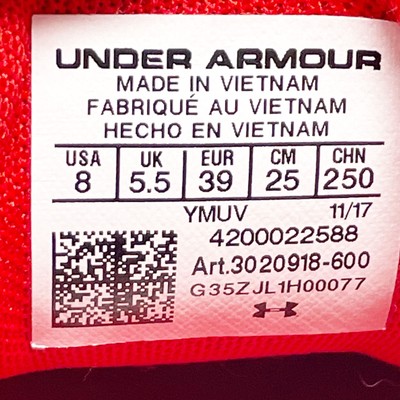 UNDER ARMOUR
MADE IN VIETNAM
FABRIQUÉ AU VIETNAM
HECHO EN VIETNAM
USA UK EUR CM CHN
8 5.5 39 25 250
YMUV 11/17
4200022588
Art.3020918-600
G35ZJL1H00077